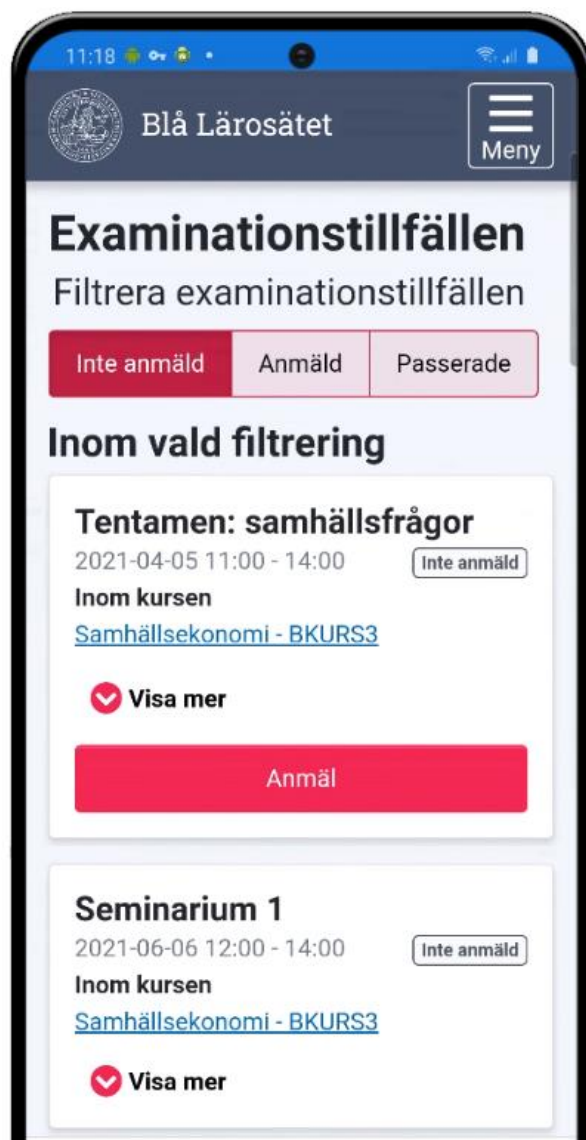 11:18
Blå Lärosätet
Meny
Examinationstillfällen
Filtrera examinationstillfällen
Inte anmäld Anmäld Passerade
Inom vald filtrering
Tentamen: samhällsfrågor
2021-04-05 11:00 - 14:00 Inte anmäld
Inom kursen
Samhällsekonomi - BKURS3
Visa mer
Anmäl
Seminarium 1
2021-06-06 12:00 - 14:00 Inte anmäld
Inom kursen
Samhällsekonomi - BKURS3
Visa mer